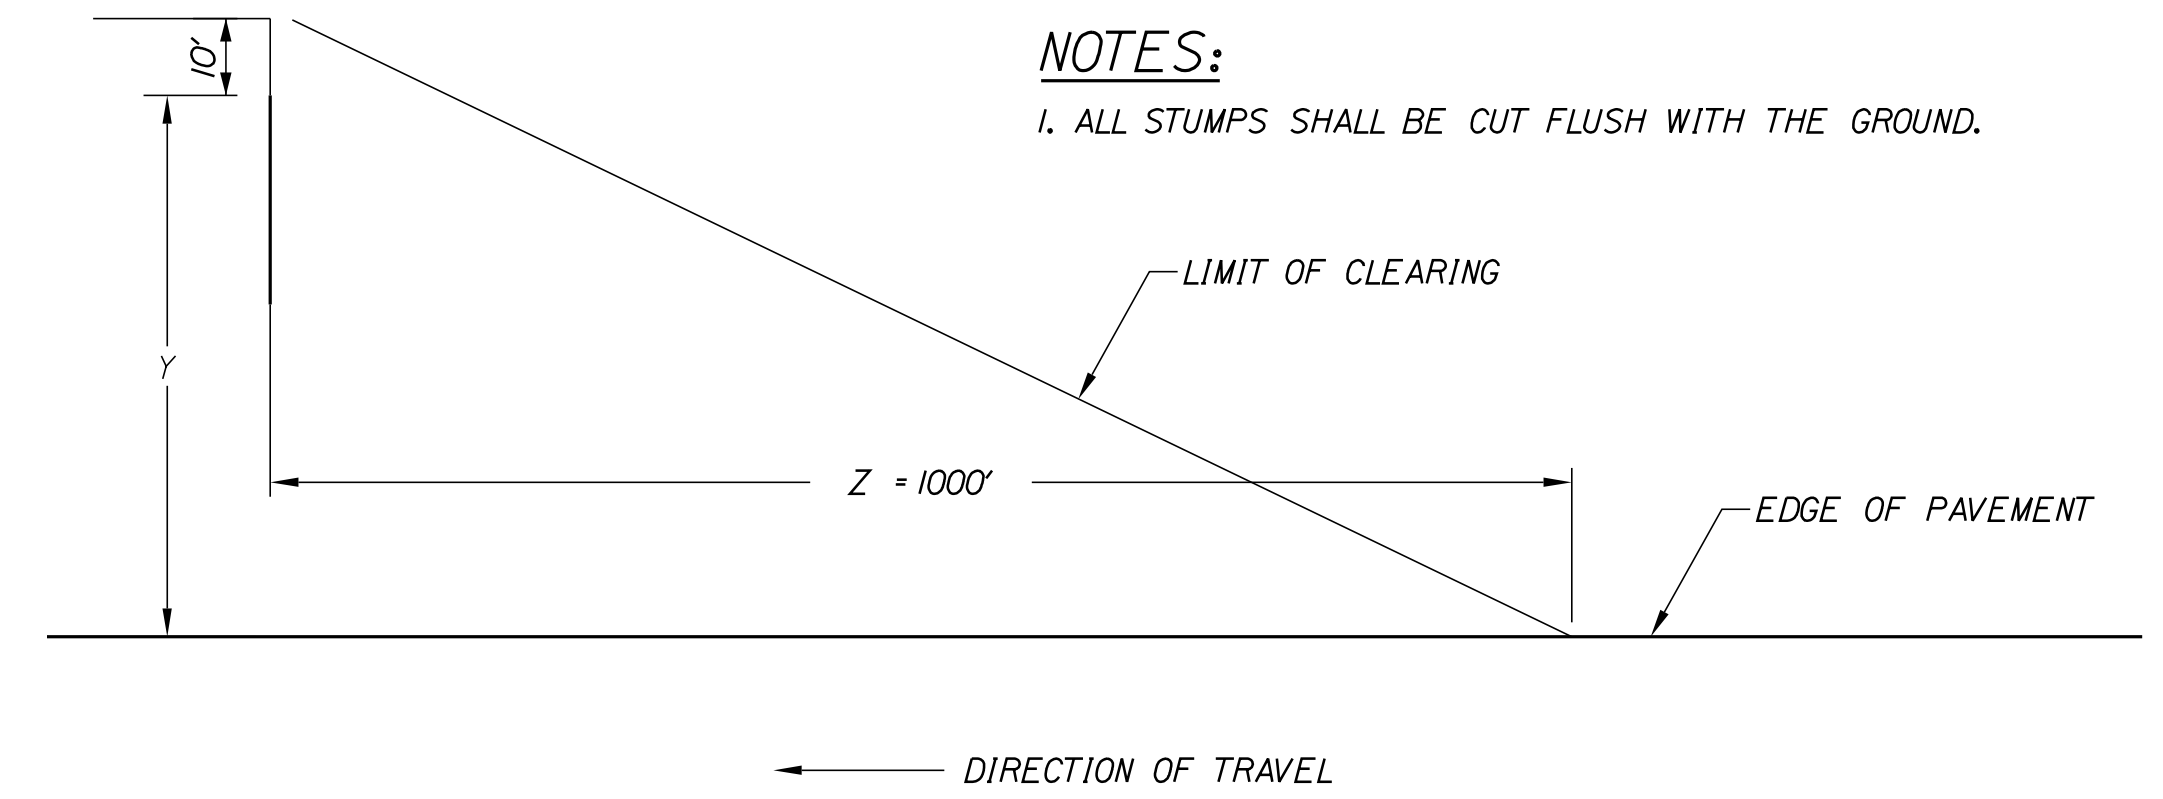 10'
NOTES:
1. ALL STUMPS SHALL BE CUT FLUSH WITH THE GROUND.
LIMIT OF CLEARING
Y
Z = 1000'
EDGE OF PAVEMENT
DIRECTION OF TRAVEL